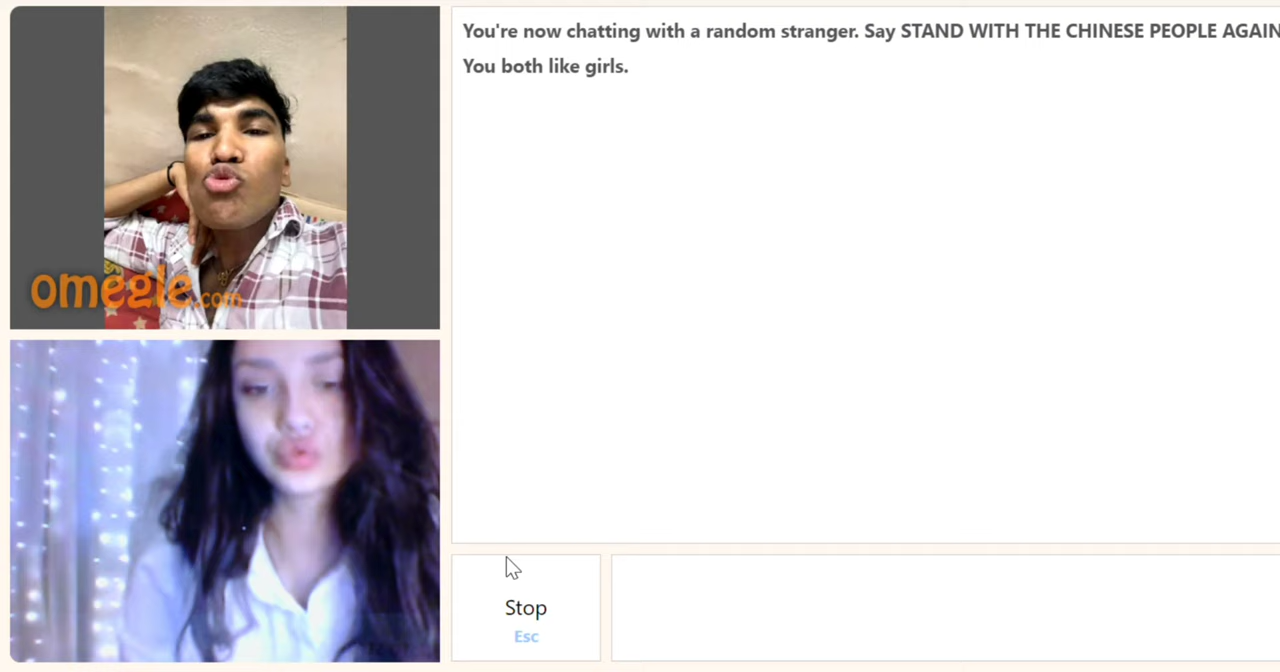 You're now chatting with a random stranger. Say STAND WITH THE CHINESE PEOPLE AGAIN
You both like girls.
omegle.com
Stop
Esc